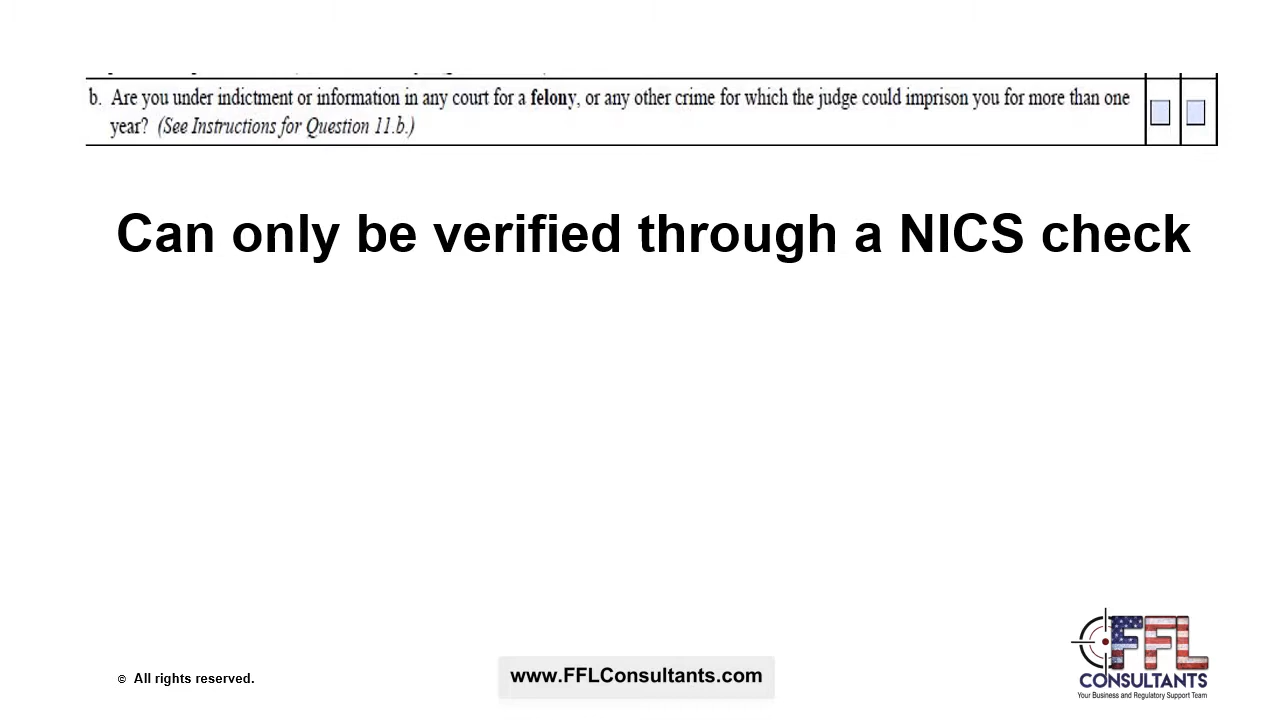 b. Are you under indictment or information in any court for a felony, or any other crime for which the judge could imprison you for more than one
year? (See Instructions for Question 11.b.)
Can only be verified through a NICS check
© All rights reserved.
www.FFLConsultants.com
FFL
CONSULTANTS
Your Business and Regulatory Support Team